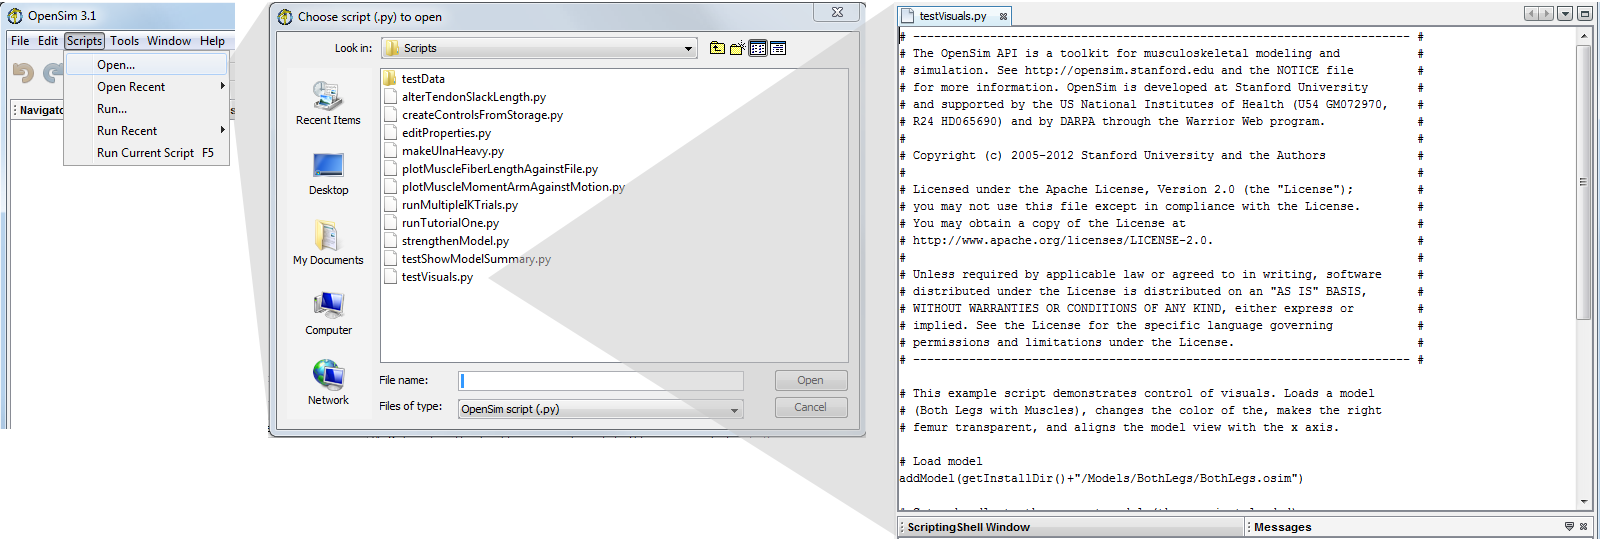 OpenSim 3.1
File Edit Scripts Tools Window Help
Open...
Open Recent
Run...
Run Recent
Run Current Script F5
Navigato
s
Choose script (.py) to open
Look in:
Scripts
Recent Items
Desktop
My Documents
Computer
Network
testData
alterTendonSlackLength.py
createControlsFromStorage.py
editProperties.py
makeUlnaHeavy.py
plotMuscleFiberLengthAgainstFile.py
plotMuscleMomentArmAgainstMotion.py
runMultipleIKTrials.py
runTutorialOne.py
strengthenModel.py
testShowModelSummary.py
testVisuals.py
File name:
Open
Files of type:
OpenSim script (.py)
Cancel
testVisuals.py
# -------------------------------------------------------------------------- #
# The OpenSim API is a toolkit for musculoskeletal modeling and #
# simulation. See http://opensim.stanford.edu and the NOTICE file #
# for more information. OpenSim is developed at Stanford University #
# and supported by the US National Institutes of Health (U54 GM072970, #
# R24 HD065690) and by DARPA through the Warrior Web program. #
# #
# Copyright (c) 2005-2012 Stanford University and the Authors #
# #
# Licensed under the Apache License, Version 2.0 (the "License"); #
# you may not use this file except in compliance with the License. #
# You may obtain a copy of the License at #
# http://www.apache.org/licenses/LICENSE-2.0. #
# #
# Unless required by applicable law or agreed to in writing, software #
# distributed under the License is distributed on an "AS IS" BASIS, #
# WITHOUT WARRANTIES OR CONDITIONS OF ANY KIND, either express or #
# implied. See the License for the specific language governing #
# permissions and limitations under the License. #
# -------------------------------------------------------------------------- #
# This example script demonstrates control of visuals. Loads a model
# (Both Legs with Muscles), changes the color of the, makes the right
# femur transparent, and aligns the model view with the x axis.
# Load model
addModel(getInstallDir()+"/Models/BothLegs/BothLegs.osim")
ScriptingShell Window
Messages